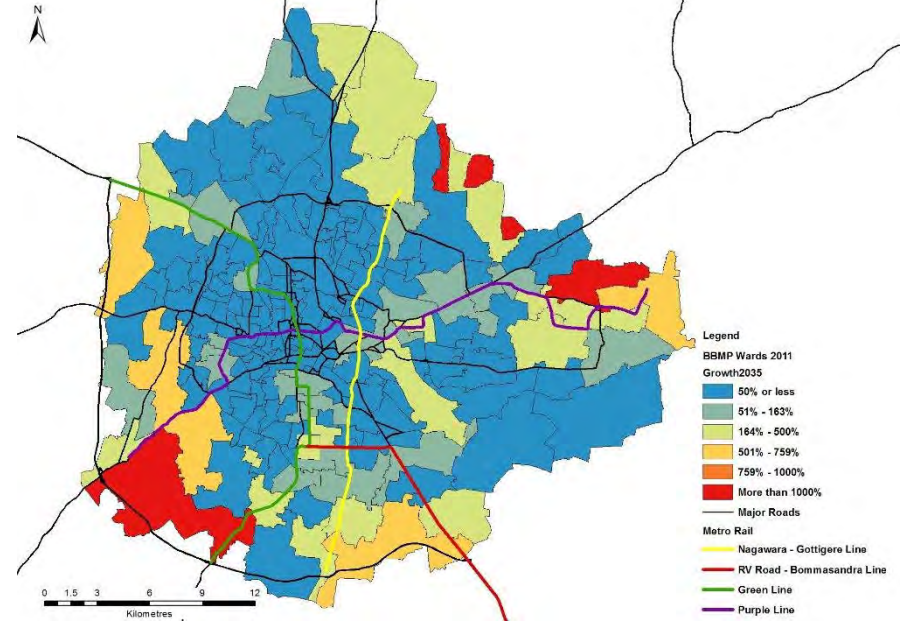 N
Legend
BBMP Wards 2011
Growth2035
50% or less
51% - 163%
164% - 500%
501% - 759%
759% - 1000%
More than 1000%
Major Roads
Metro Rail
Nagawara - Gottigere Line
RV Road - Bommasandra Line
Green Line
Purple Line
0 1.5 3 6 9 12
Kilometres